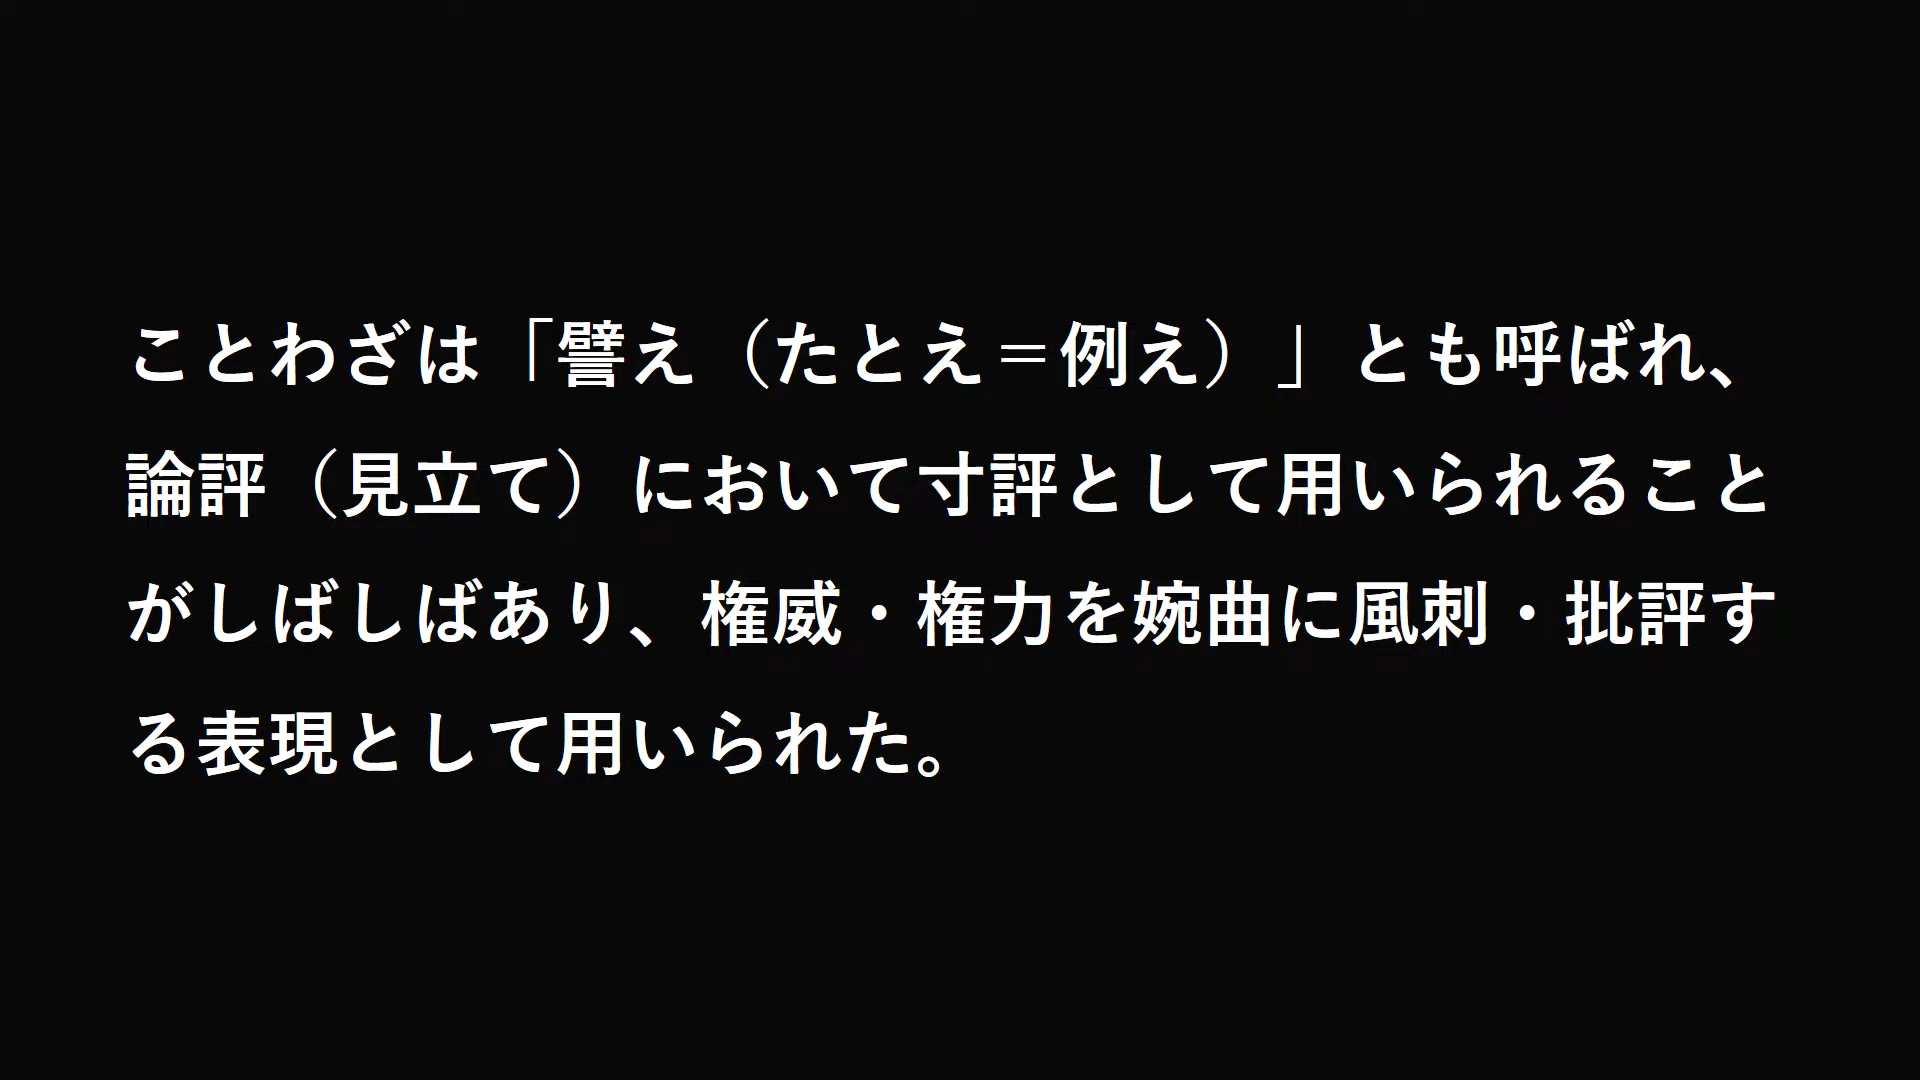 ことわざは「譬え（たとえ＝例え）」とも呼ばれ、
論評（見立て）において寸評として用いられること
がしばしばあり、権威・権力を婉曲に風刺・批評す
る表現として用いられた。